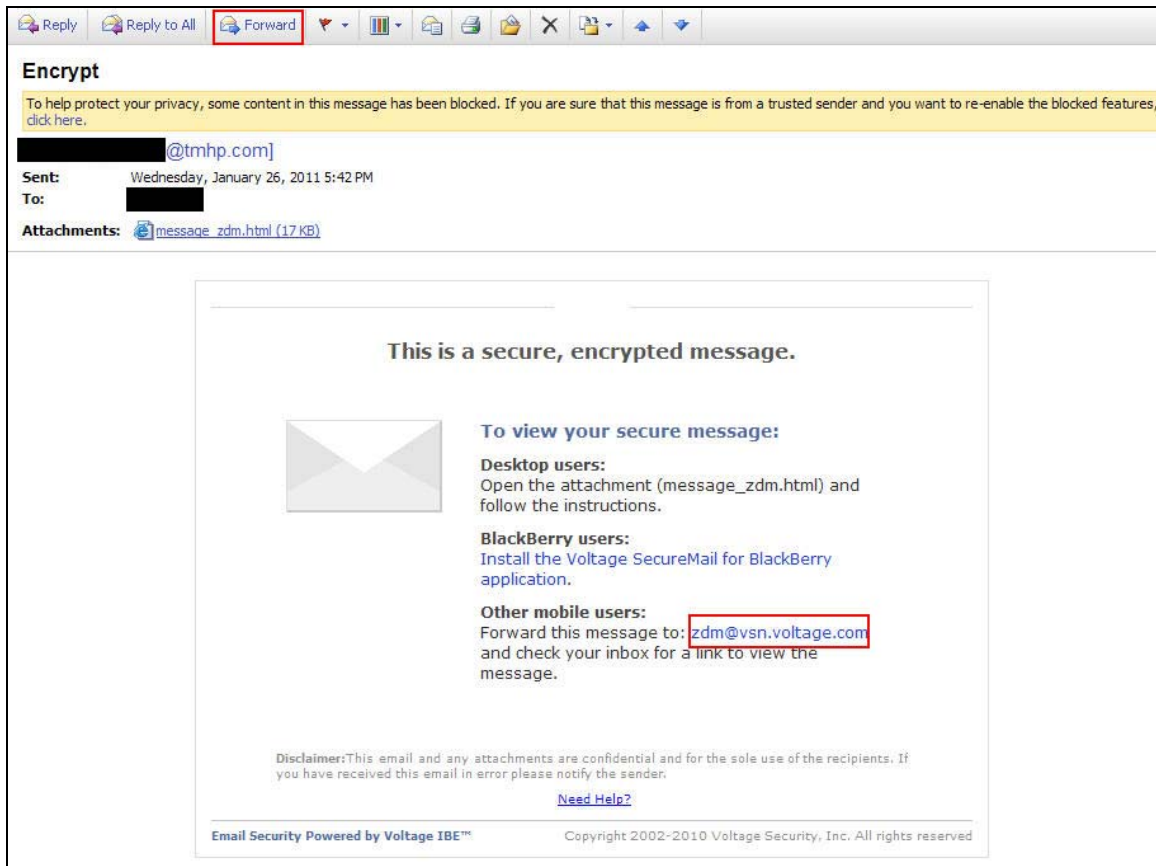 Reply Reply to All Forward
Encrypt
To help protect your privacy, some content in this message has been blocked. If you are sure that this message is from a trusted sender and you want to re-enable the blocked features,
click here.
@tmhp.com]
Sent: Wednesday, January 26, 2011 5:42 PM
To:
Attachments: message_zdm.html (17 KB)
This is a secure, encrypted message.
To view your secure message:
Desktop users:
Open the attachment (message_zdm.html) and
follow the instructions.
BlackBerry users:
Install the Voltage SecureMail for BlackBerry
application.
Other mobile users:
Forward this message to: zdm@vsn.voltage.com
and check your inbox for a link to view the
message.
Disclaimer:This email and any attachments are confidential and for the sole use of the recipients. If
you have received this email in error please notify the sender.
Need Help?
Email Security Powered by Voltage IBE™ Copyright 2002-2010 Voltage Security, Inc. All rights reserved